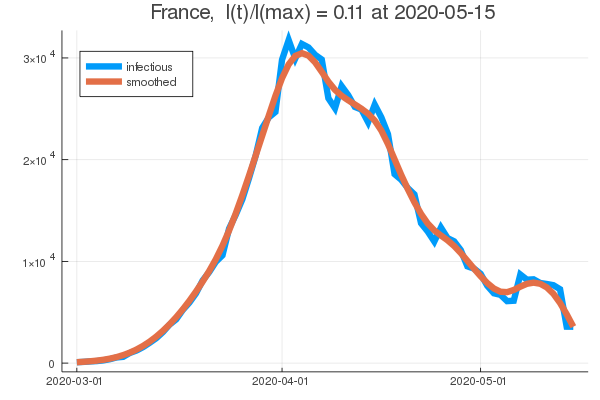 France, I(t)/I(max) = 0.11 at 2020-05-15
infectious
smoothed
3×10⁴
2×10⁴
1×10⁴
0
2020-03-01 2020-04-01 2020-05-01